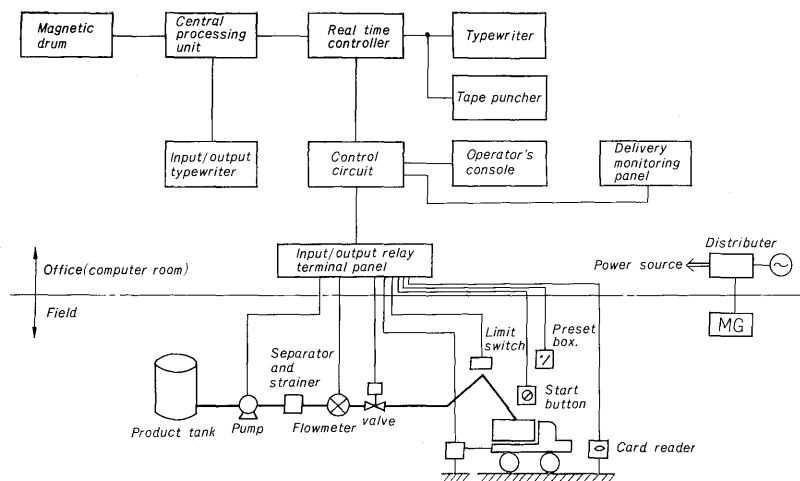 Magnetic
drum
Central
processing
unit
Real time
controller
Typewriter
Tape puncher
Input/output
typewriter
Control
circuit
Operator's
console
Delivery
monitoring
panel
Input/output relay
terminal panel
Office(computer room)
Field
Distributer
Power source
MG
Limit
switch
Preset
box.
Start
button
Separator
and
strainer
Product tank
Pump
Flowmeter
valve
Card reader